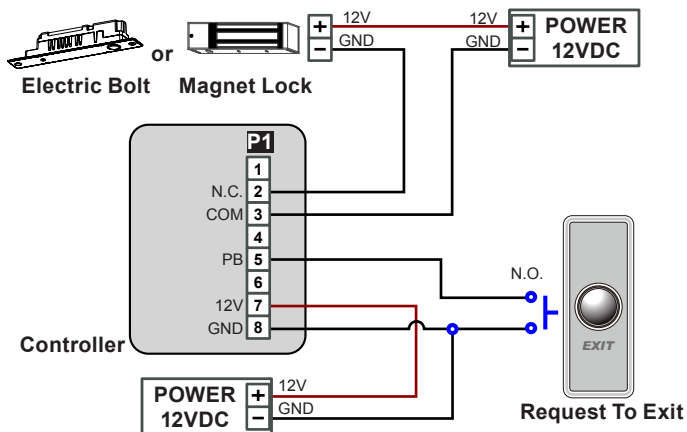 12V
12V
+
+
POWER
-
GND
GND
-
12VDC
or
Electric Bolt
Magnet Lock
P1
1
N.C. 2
COM 3
4
PB 5
6
12V 7
GND 8
N.O.
EXIT
Controller
Request To Exit
POWER + 12V
12VDC - GND